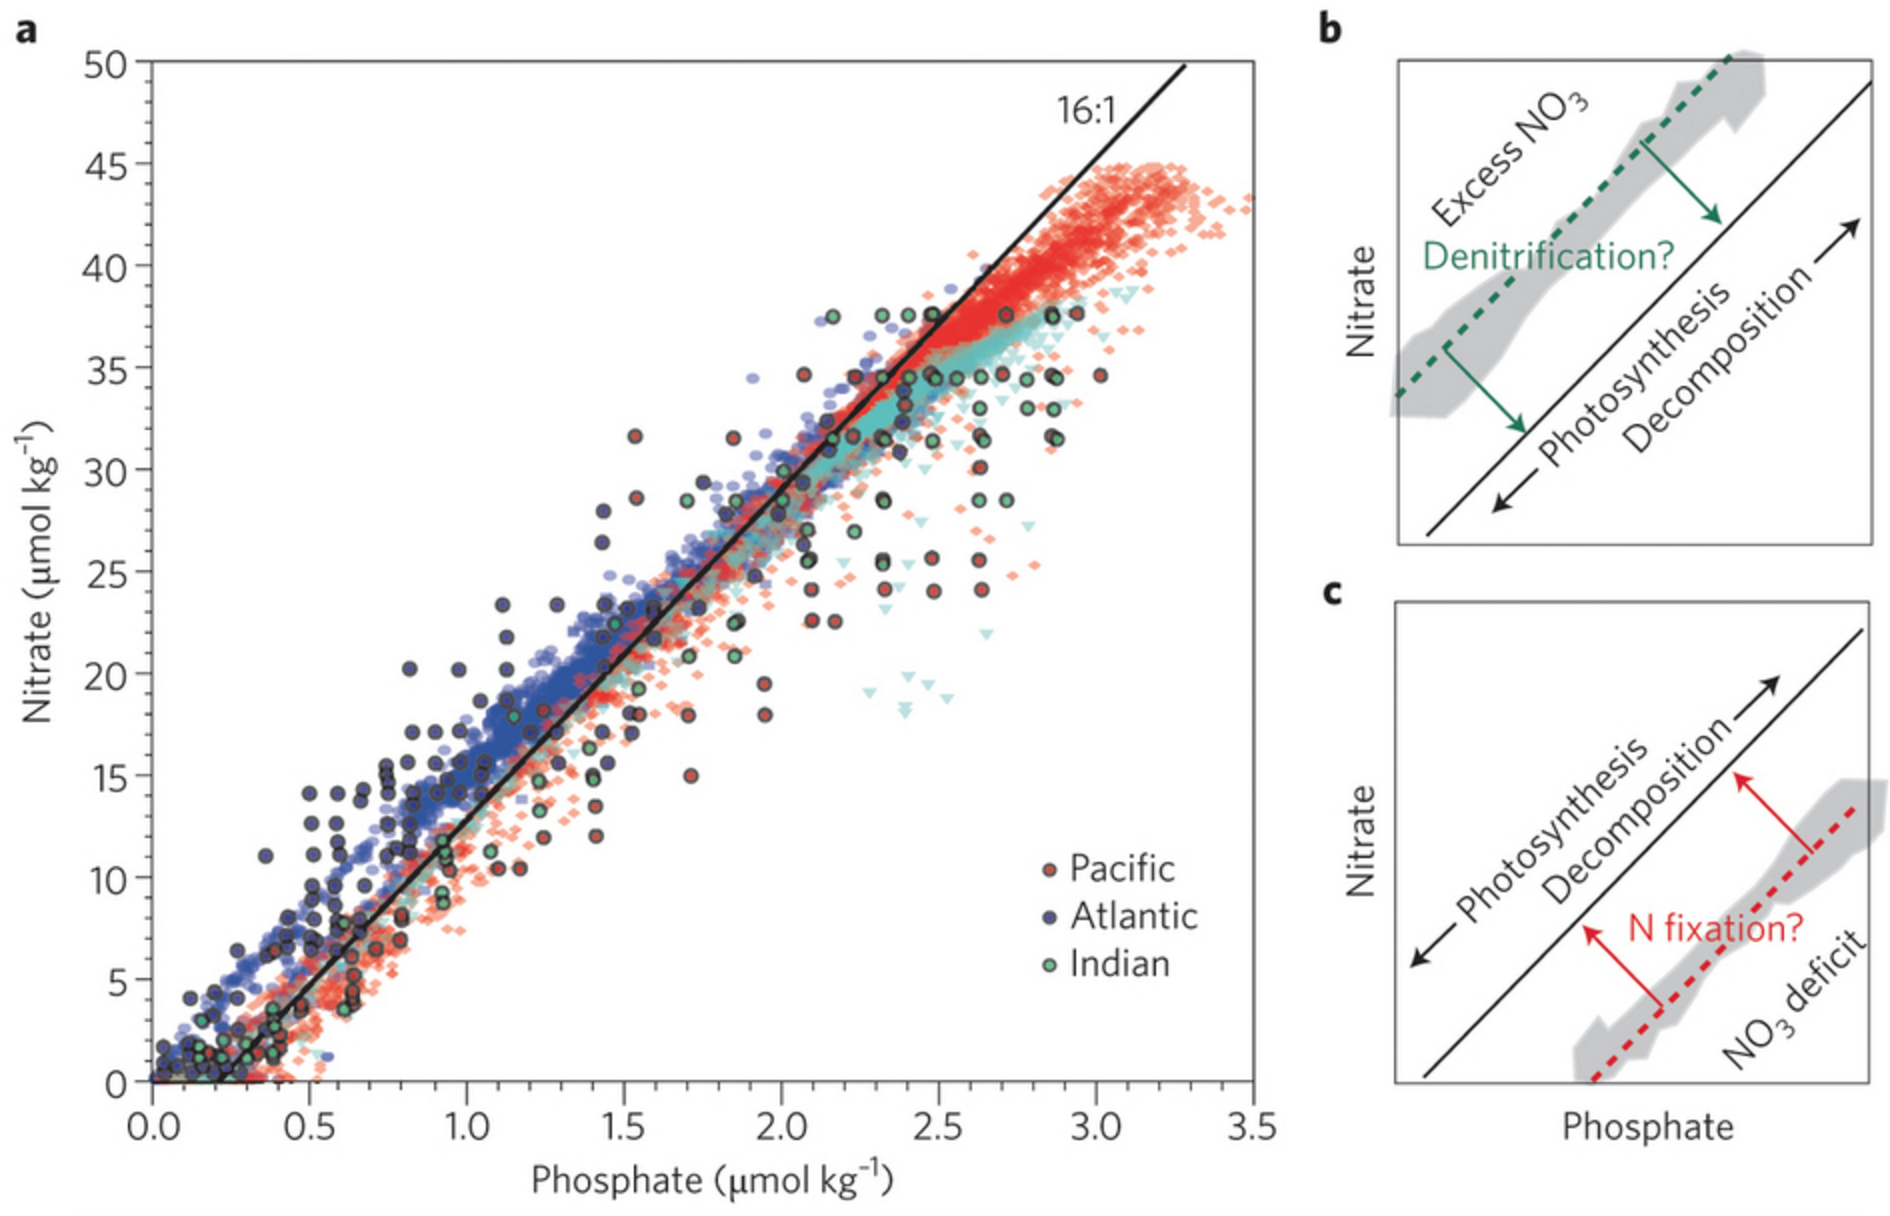 a
50
45
40
35
30
25
20
15
10
5
0
Nitrate (μmol kg⁻¹)
16:1
Pacific
Atlantic
Indian
0.0 0.5 1.0 1.5 2.0 2.5 3.0 3.5
Phosphate (μmol kg⁻¹)
b
Nitrate
Excess NO₃
Denitrification?
Photosynthesis
Decomposition
c
Nitrate
Photosynthesis
Decomposition
N fixation?
NO₃ deficit
Phosphate